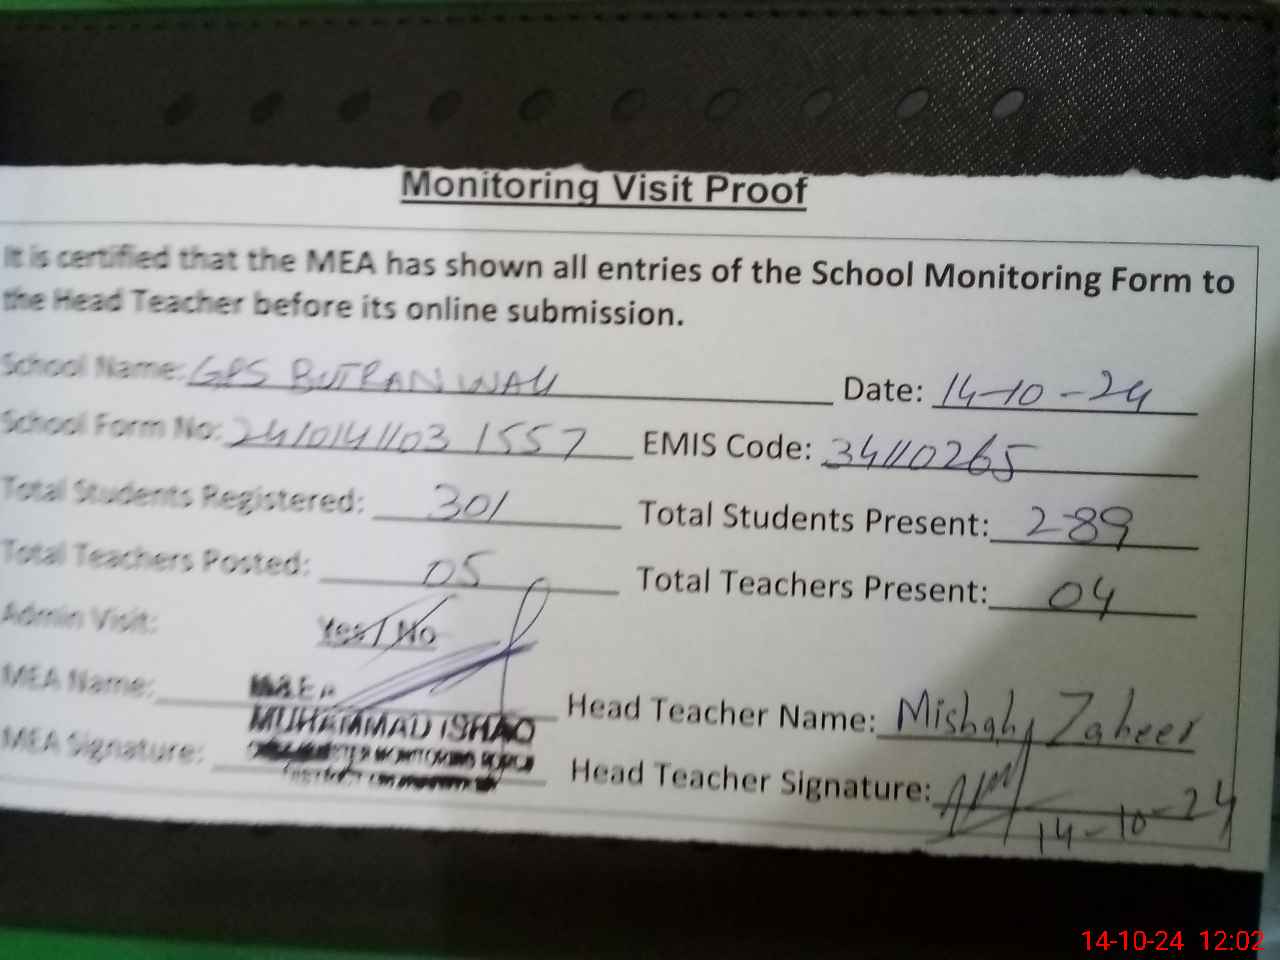 Monitoring Visit Proof
It is certified that the MEA has shown all entries of the School Monitoring Form to
the Head Teacher before its online submission.
School Name: GPS BUTRAN WALI Date: 14-10-24
School Form No: 2410141103 1557 EMIS Code: 34110265
Total Students Registered: 301 Total Students Present: 289
Total Teachers Posted: 05 Total Teachers Present: 04
Admin Visit: Yes / No
MEA Name: Head Teacher Name: Zaheer
MUHAMMAD ISHAQ
MEA Signature: Head Teacher Signature:
14-10-24
14-10-24 12:02